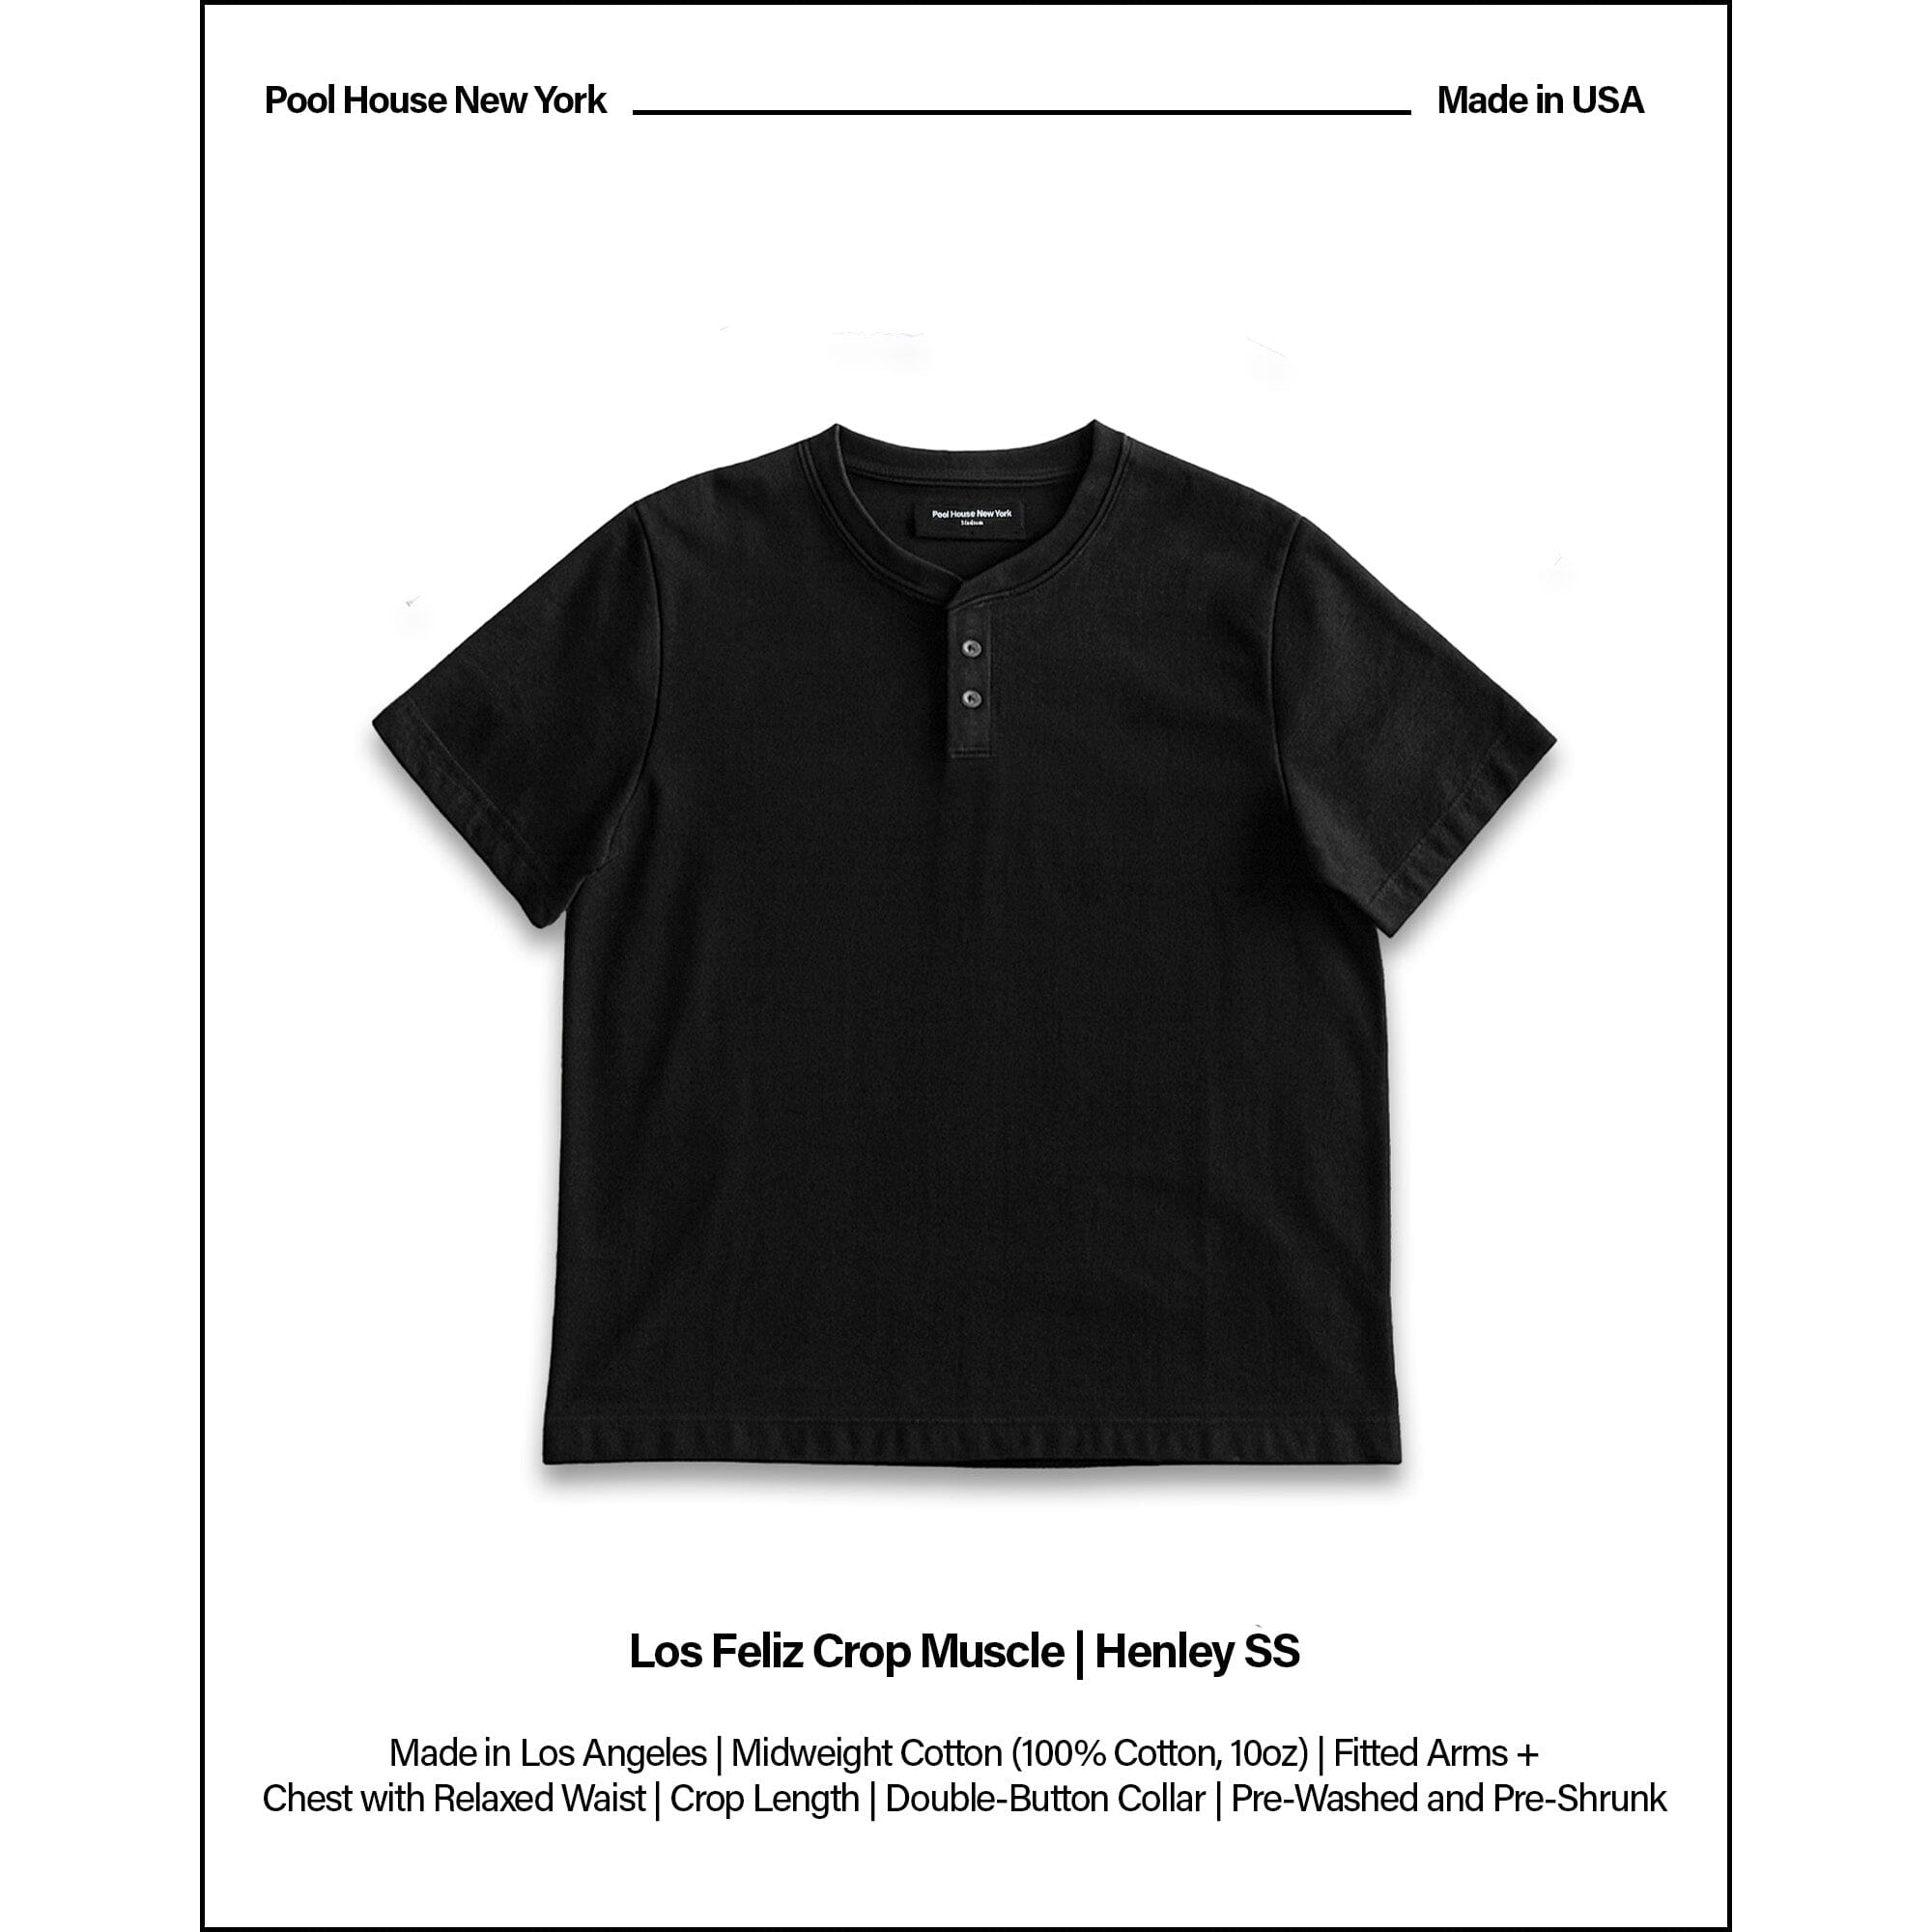 Pool House New York Made in USA
Pool House New York
Medium
Los Feliz Crop Muscle | Henley SS
Made in Los Angeles | Midweight Cotton (100% Cotton, 10oz) | Fitted Arms +
Chest with Relaxed Waist | Crop Length | Double-Button Collar | Pre-Washed and Pre-Shrunk